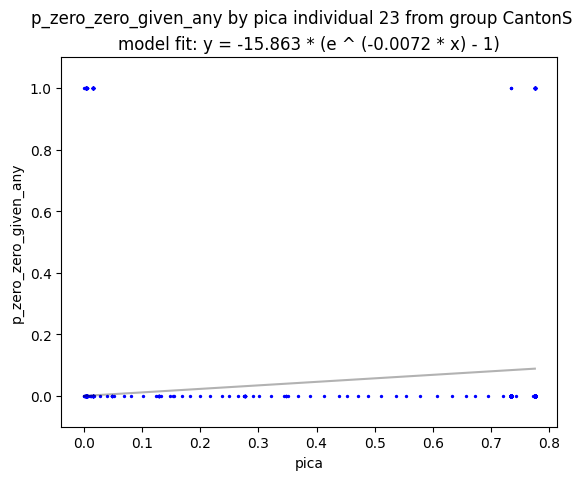 p_zero_zero_given_any by pica individual 23 from group CantonS
model fit: y = -15.863 * (e ^ (-0.0072 * x) - 1)
1.0
0.8
0.6
0.4
0.2
0.0
p_zero_zero_given_any
0.0 0.1 0.2 0.3 0.4 0.5 0.6 0.7 0.8
pica